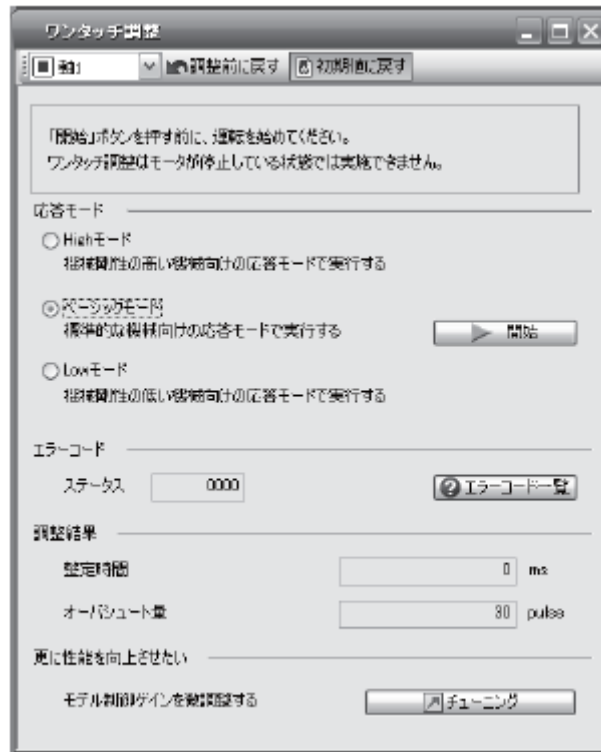 ワンタッチ調整
軸1 調整前に戻す 初期値に戻す
「開始」ボタンを押す前に、運転を始めてください。
ワンタッチ調整はモータが停止している状態では実施できません。
応答モード
Highモード
機械剛性の高い機械向けの応答モードで実行する
ベーシックモード
標準的な機械向けの応答モードで実行する
開始
Lowモード
機械剛性の低い機械向けの応答モードで実行する
エラーコード
ステータス 0000 エラーコード一覧
調整結果
整定時間 0 ms
オーバシュート量 30 pulse
更に性能を向上させたい
モデル制御ゲインを微調整する チューニング